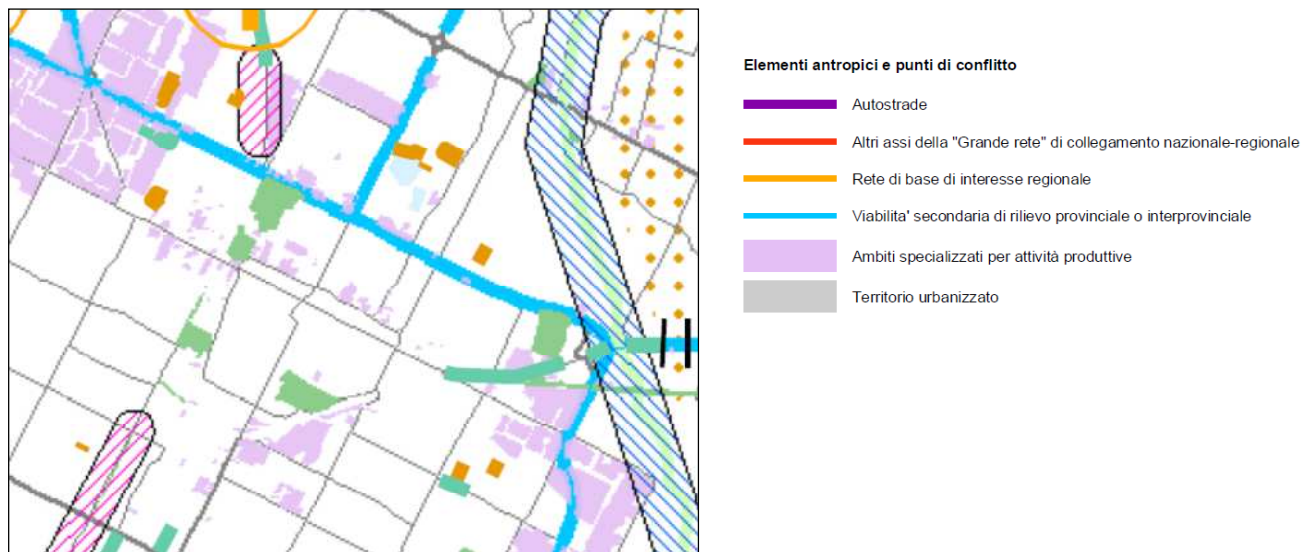 Elementi antropici e punti di conflitto
Autostrade
Altri assi della "Grande rete" di collegamento nazionale-regionale
Rete di base di interesse regionale
Viabilita' secondaria di rilievo provinciale o interprovinciale
Ambiti specializzati per attività produttive
Territorio urbanizzato